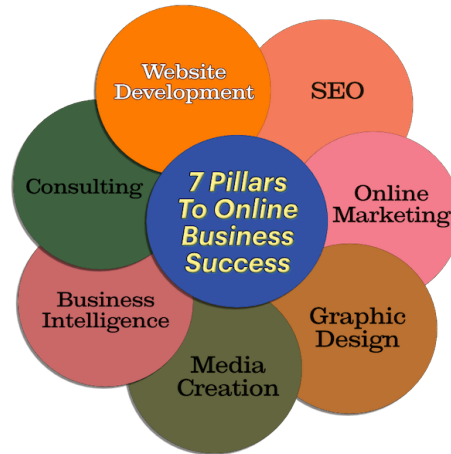 Website
Development
SEO
Consulting
7 Pillars
To Online
Business
Success
Online
Marketing
Business
Intelligence
Graphic
Design
Media
Creation